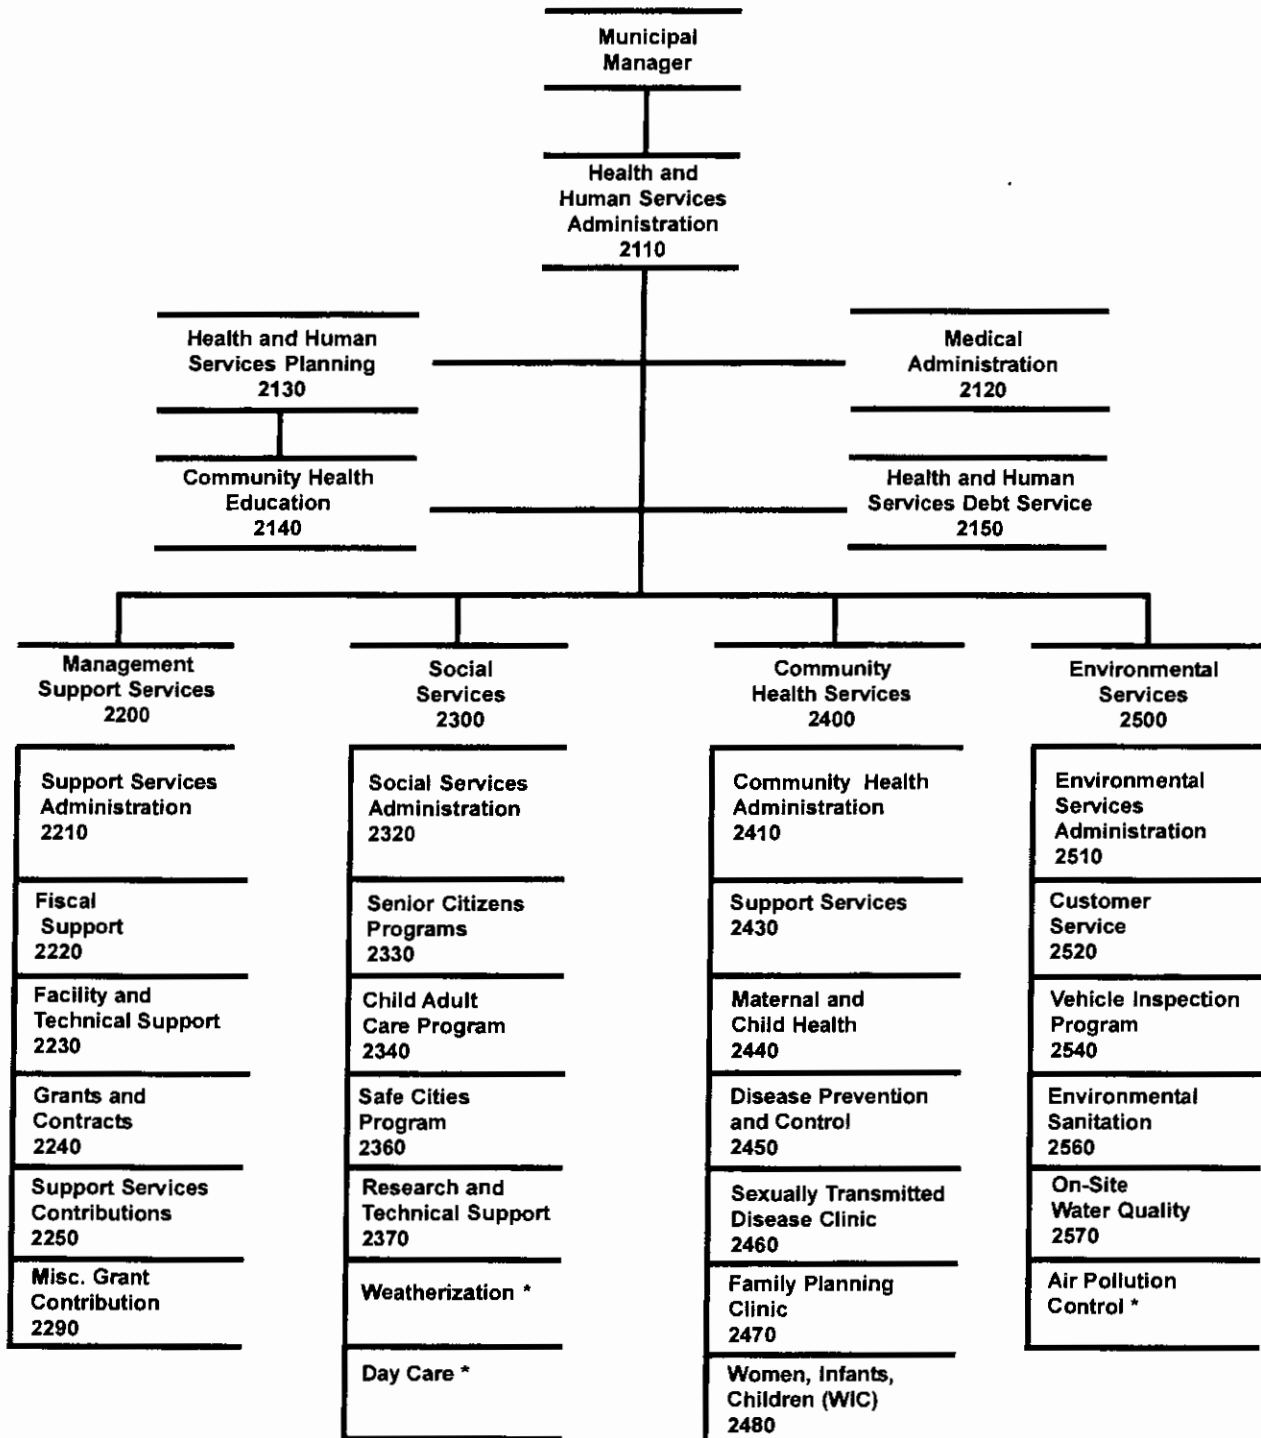 Municipal
Manager
Health and
Human Services
Administration
2110
Health and Human
Services Planning
2130
Medical
Administration
2120
Community Health
Education
2140
Health and Human
Services Debt Service
2150
Management
Support Services
2200
Support Services
Administration
2210
Fiscal
Support
2220
Facility and
Technical Support
2230
Grants and
Contracts
2240
Support Services
Contributions
2250
Misc. Grant
Contribution
2290
Social
Services
2300
Social Services
Administration
2320
Senior Citizens
Programs
2330
Child Adult
Care Program
2340
Safe Cities
Program
2360
Research and
Technical Support
2370
Weatherization *
Day Care *
Community
Health Services
2400
Community Health
Administration
2410
Support Services
2430
Maternal and
Child Health
2440
Disease Prevention
and Control
2450
Sexually Transmitted
Disease Clinic
2460
Family Planning
Clinic
2470
Women, Infants,
Children (WIC)
2480
Environmental
Services
2500
Environmental
Services
Administration
2510
Customer
Service
2520
Vehicle Inspection
Program
2540
Environmental
Sanitation
2560
On-Site
Water Quality
2570
Air Pollution
Control *